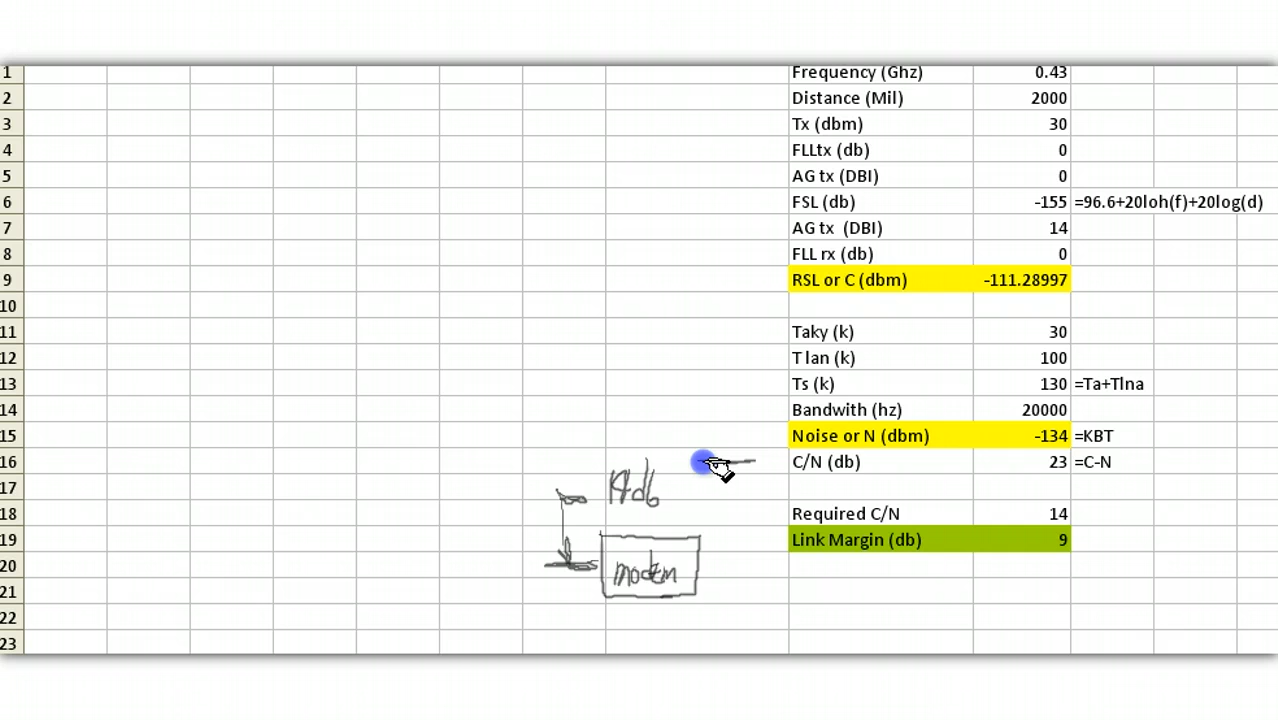 1 Frequency (Ghz) 0.43
2 Distance (Mil) 2000
3 Tx (dbm) 30
4 FLLtx (db) 0
5 AG tx (DBI) 0
6 FSL (db) -155 =96.6+20loh(f)+20log(d)
7 AG tx (DBI) 14
8 FLL rx (db) 0
9 RSL or C (dbm) -111.28997
10
11 Taky (k) 30
12 T lan (k) 100
13 Ts (k) 130 =Ta+Tlna
14 Bandwith (hz) 20000
15 Noise or N (dbm) -134 =KBT
16 C/N (db) 23 =C-N
17 14db
18 Required C/N 14
19 Link Margin (db) 9
20 modem
21
22
23